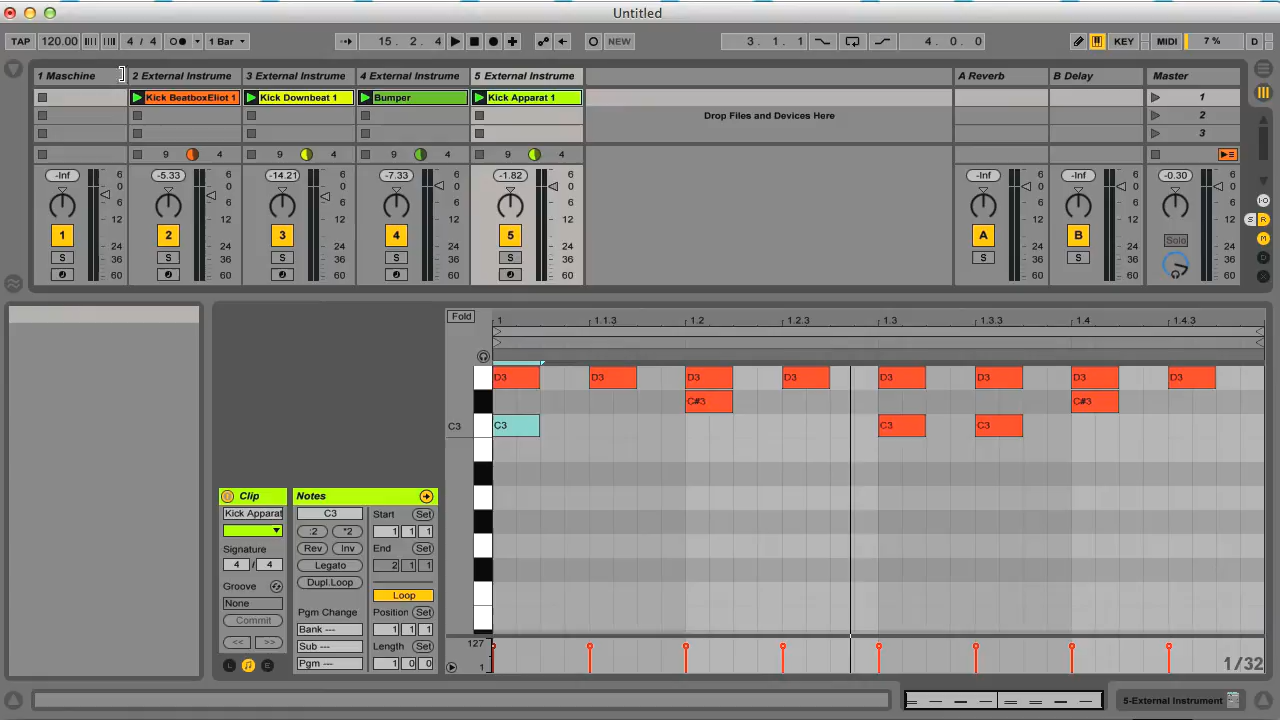 Untitled
TAP 120.00 4 / 4 1 Bar 15. 2. 4 NEW 3. 1. 1 4. 0. 0 KEY MIDI 7 % D
1 Maschine 2 External Instrume 3 External Instrume 4 External Instrume 5 External Instrume A Reverb B Delay Master
Kick BeatboxEliot 1 Kick Downbeat 1 Bumper Kick Apparat 1 1
Drop Files and Devices Here 2
3
9 4 9 4 9 4 9 4
-Inf 6 -5.33 6 -14.21 6 -7.33 6 -1.82 6 -Inf 6 -Inf 6 -0.30 6
0 0 0 0 0 0 0 0
6 6 6 6 6 6 6 6
12 12 12 12 12 12 12 12
1 2 3 4 5 A B Solo
24 24 24 24 24 24 24 24
S 36 S 36 S 36 S 36 S 36 S 36 S 36 36
60 60 60 60 60 60 60 60
I·O
S R
M
D
X
Fold 1 1.1.3 1.2 1.2.3 1.3 1.3.3 1.4 1.4.3
D3 D3 D3 D3 D3 D3 D3 D3
C#3 C#3
C3 C3 C3 C3
Clip Notes
Kick Apparat C3 Start Set
:2 *2 1 1 1
Signature Rev Inv End Set
4 / 4 Legato 2 1 1
Groove Dupl.Loop
None Loop
Commit Pgm Change Position Set
Bank --- 1 1 1
<< >> Sub --- Length Set
L E Pgm --- 1 0 0
127
1 1/32
5-External Instrument